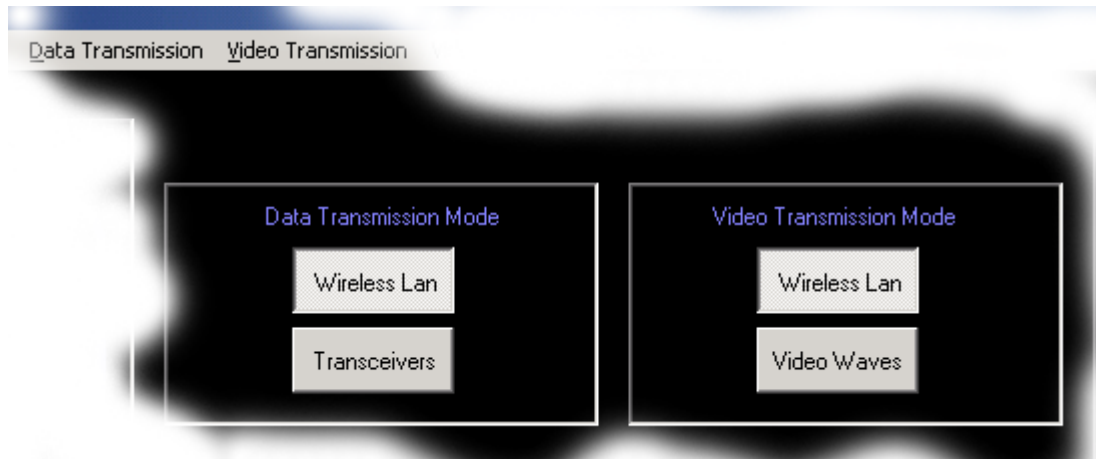 Data Transmission Video Transmission
Data Transmission Mode
Wireless Lan
Transceivers
Video Transmission Mode
Wireless Lan
Video Waves